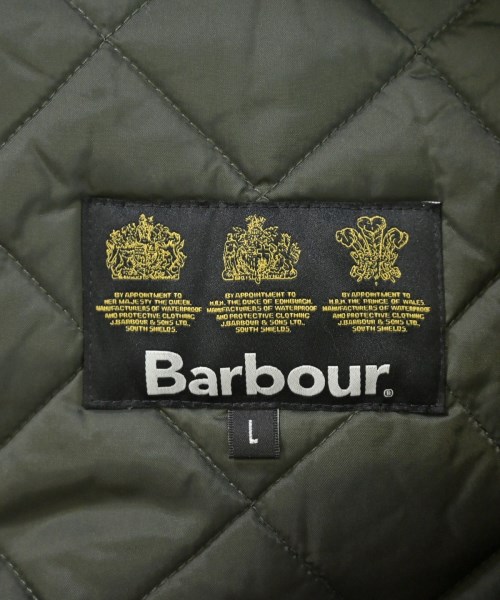 BY APPOINTMENT TO
HER MAJESTY THE QUEEN,
MANUFACTURERS OF WATERPROOF
AND PROTECTIVE CLOTHING
J.BARBOUR & SONS LTD.,
SOUTH SHIELDS.
BY APPOINTMENT TO
H.R.H. THE DUKE OF EDINBURGH,
MANUFACTURERS OF WATERPROOF
AND PROTECTIVE CLOTHING
J.BARBOUR & SONS LTD.,
SOUTH SHIELDS.
BY APPOINTMENT TO
H.R.H. THE PRINCE OF WALES,
MANUFACTURERS OF WATERPROOF
AND PROTECTIVE CLOTHING
J.BARBOUR & SONS LTD.,
SOUTH SHIELDS.
Barbour®
L